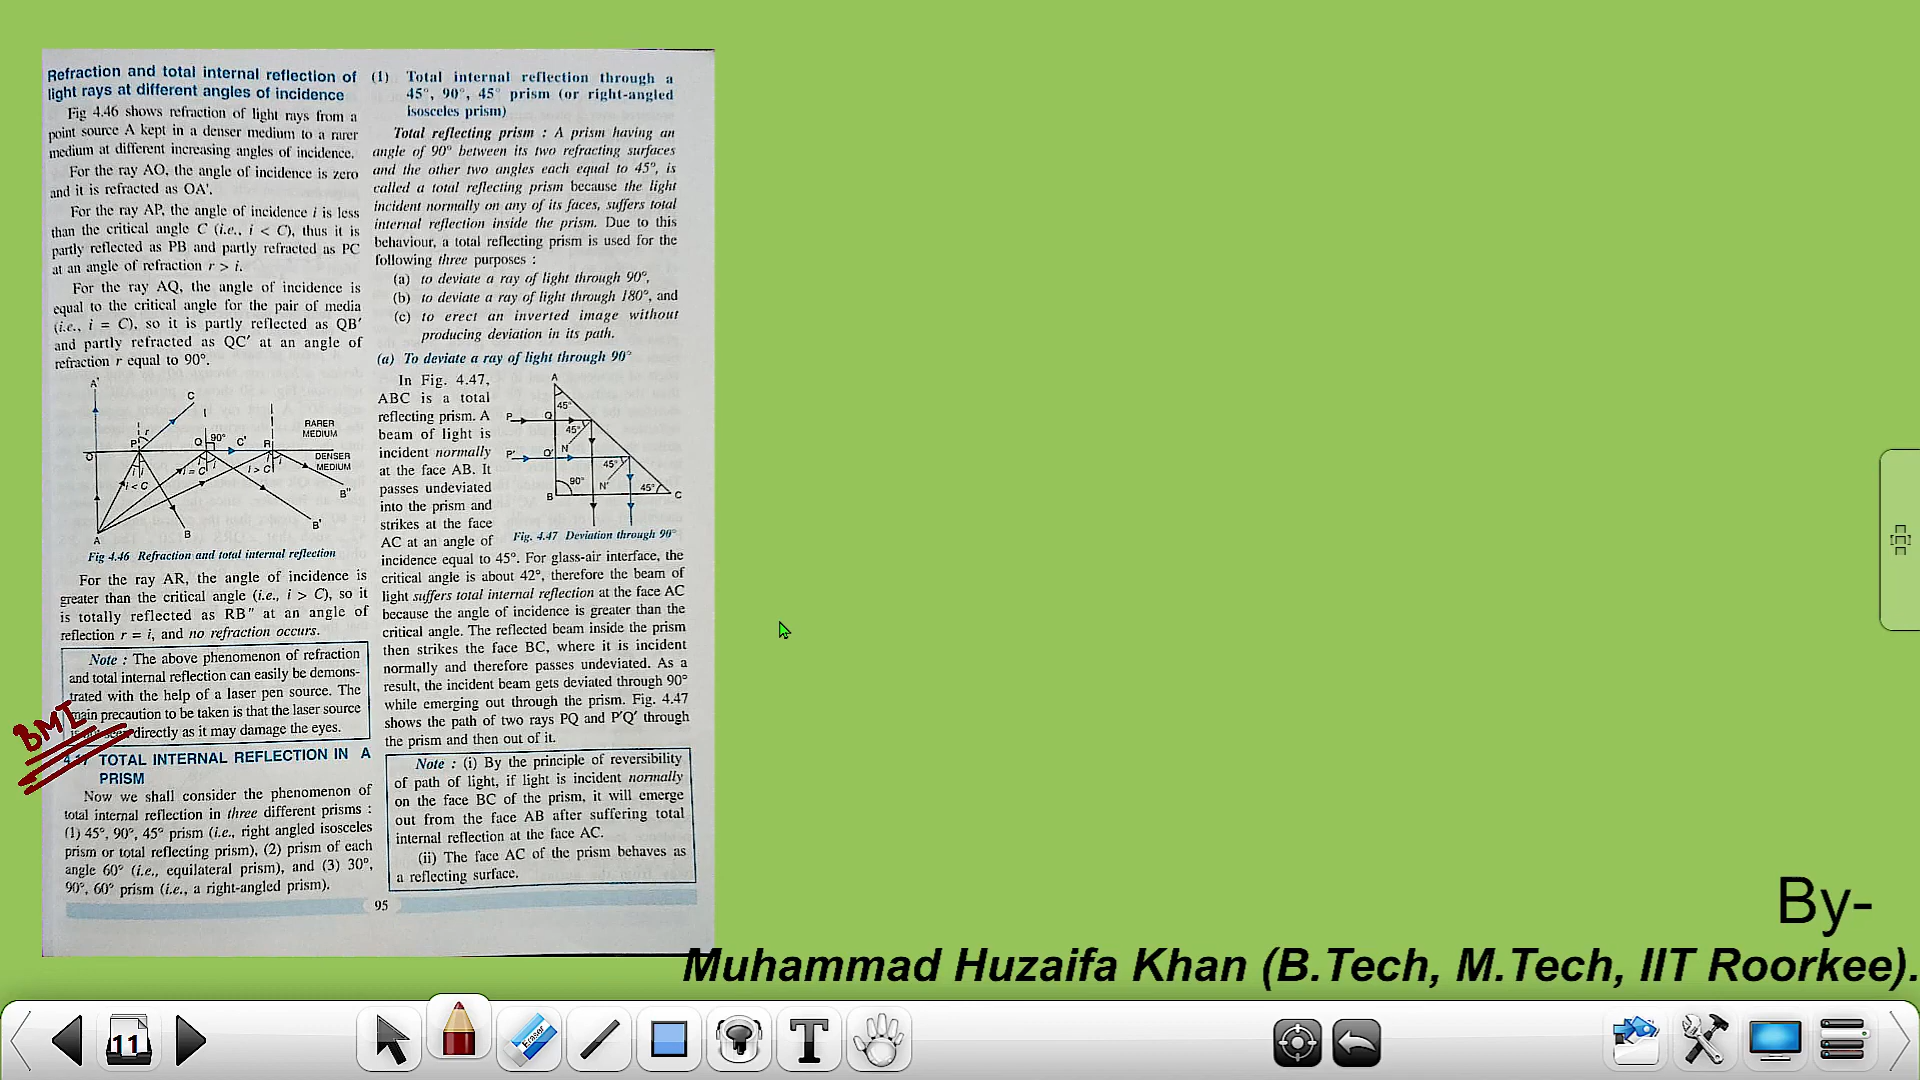 Refraction and total internal reflection of
light rays at different angles of incidence
Fig 4.46 shows refraction of light rays from a
point source A kept in a denser medium to a rarer
medium at different increasing angles of incidence.
For the ray AO, the angle of incidence is zero
and it is refracted as OA'.
For the ray AP, the angle of incidence i is less
than the critical angle C (i.e., i < C), thus it is
partly reflected as PB and partly refracted as PC
at an angle of refraction r > i.
For the ray AQ, the angle of incidence is
equal to the critical angle for the pair of media
(i.e., i = C), so it is partly reflected as QB'
and partly refracted as QC' at an angle of
refraction r equal to 90°.
A'
C
r
P
Q
90°
C'
R
RARER
MEDIUM
O
DENSER
MEDIUM
i
i
i = C
i
i > C
i
i < C
B"
B'
B
A
Fig 4.46 Refraction and total internal reflection
For the ray AR, the angle of incidence is
greater than the critical angle (i.e., i > C), so it
is totally reflected as RB" at an angle of
reflection r = i, and no refraction occurs.
Note : The above phenomenon of refraction
and total internal reflection can easily be demons-
trated with the help of a laser pen source. The
main precaution to be taken is that the laser source
is not seen directly as it may damage the eyes.
BMI
TOTAL INTERNAL REFLECTION IN A
PRISM
Now we shall consider the phenomenon of
total internal reflection in three different prisms :
(1) 45°, 90°, 45° prism (i.e., right angled isosceles
prism or total reflecting prism), (2) prism of each
angle 60° (i.e., equilateral prism), and (3) 30°,
90°, 60° prism (i.e., a right-angled prism).
(1) Total internal reflection through a
45°, 90°, 45° prism (or right-angled
isosceles prism)
Total reflecting prism : A prism having an
angle of 90° between its two refracting surfaces
and the other two angles each equal to 45°, is
called a total reflecting prism because the light
incident normally on any of its faces, suffers total
internal reflection inside the prism. Due to this
behaviour, a total reflecting prism is used for the
following three purposes :
(a) to deviate a ray of light through 90°,
(b) to deviate a ray of light through 180°, and
(c) to erect an inverted image without
producing deviation in its path.
(a) To deviate a ray of light through 90°
In Fig. 4.47,
ABC is a total
reflecting prism. A
beam of light is
incident normally
at the face AB. It
passes undeviated
into the prism and
strikes at the face
AC at an angle of
A
45°
P
Q
45°
P'
Q'
N
45°
90°
N'
45°
B
C
Fig. 4.47 Deviation through 90°
incidence equal to 45°. For glass-air interface, the
critical angle is about 42°, therefore the beam of
light suffers total internal reflection at the face AC
because the angle of incidence is greater than the
critical angle. The reflected beam inside the prism
then strikes the face BC, where it is incident
normally and therefore passes undeviated. As a
result, the incident beam gets deviated through 90°
while emerging out through the prism. Fig. 4.47
shows the path of two rays PQ and P'Q' through
the prism and then out of it.
Note : (i) By the principle of reversibility
of path of light, if light is incident normally
on the face BC of the prism, it will emerge
out from the face AB after suffering total
internal reflection at the face AC.
(ii) The face AC of the prism behaves as
a reflecting surface.
95
By-
Muhammad Huzaifa Khan (B.Tech, M.Tech, IIT Roorkee).
11
Eraser
T